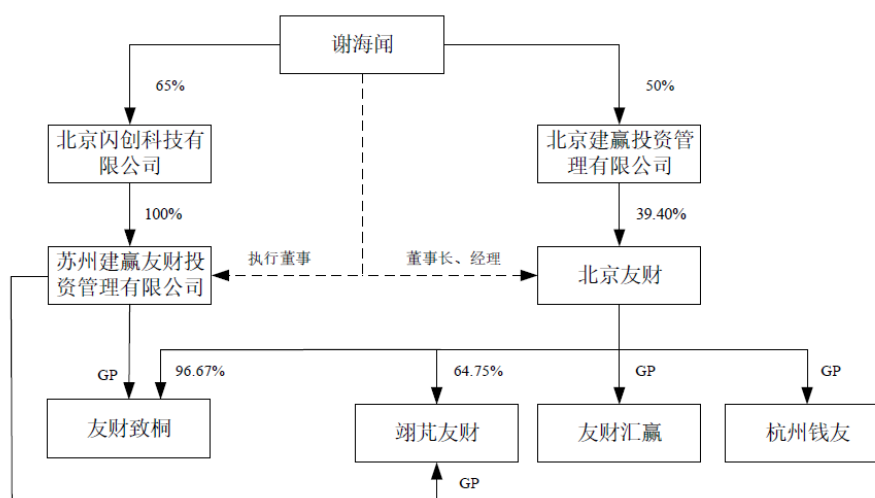 谢海闻
65%
50%
北京闪创科技有
限公司
北京建赢投资管
理有限公司
100%
39.40%
苏州建赢友财投
资管理有限公司
执行董事
董事长、经理
北京友财
GP
96.67%
64.75%
GP
GP
友财致桐
翊芃友财
友财汇赢
杭州钱友
GP